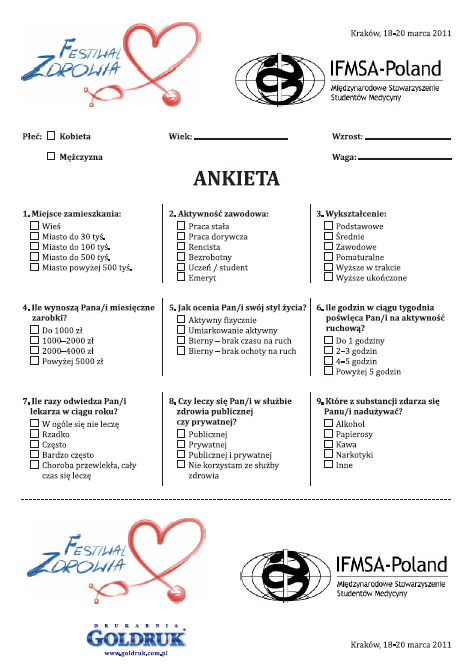 Festiwal
Zdrowia
Kraków, 18-20 marca 2011
IFMSA-Poland
Międzynarodowe Stowarzyszenie
Studentów Medycyny
Płeć: Kobieta
Mężczyzna
Wiek:
Wzrost:
Waga:
ANKIETA
1. Miejsce zamieszkania:
Wieś
Miasto do 30 tyś.
Miasto do 100 tyś.
Miasto do 500 tyś.
Miasto powyżej 500 tyś.
2. Aktywność zawodowa:
Praca stała
Praca dorywcza
Rencista
Bezrobotny
Uczeń / student
Emeryt
3. Wykształcenie:
Podstawowe
Średnie
Zawodowe
Pomaturalne
Wyższe w trakcie
Wyższe ukończone
4. Ile wynoszą Pana/i miesięczne
zarobki?
Do 1000 zł
1000–2000 zł
2000–4000 zł
Powyżej 5000 zł
5. Jak ocenia Pan/i swój styl życia?
Aktywny fizycznie
Umiarkowanie aktywny
Bierny – brak czasu na ruch
Bierny – brak ochoty na ruch
6. Ile godzin w ciągu tygodnia
poświęca Pan/i na aktywność
ruchową?
Do 1 godziny
2–3 godzin
4–5 godzin
Powyżej 5 godzin
7. Ile razy odwiedza Pan/i
lekarza w ciągu roku?
W ogóle się nie leczę
Rzadko
Często
Bardzo często
Choroba przewlekła, cały
czas się leczę
8. Czy leczy się Pan/i w służbie
zdrowia publicznej
czy prywatnej?
Publicznej
Prywatnej
Publicznej i prywatnej
Nie korzystam ze służby
zdrowia
9. Które z substancji zdarza się
Panu/i nadużywać?
Alkohol
Papierosy
Kawa
Narkotyki
Inne
Festiwal
Zdrowia
IFMSA-Poland
Międzynarodowe Stowarzyszenie
Studentów Medycyny
DRUKARNIA
GOLDRUK
www.goldruk.com.pl
Kraków, 18-20 marca 2011